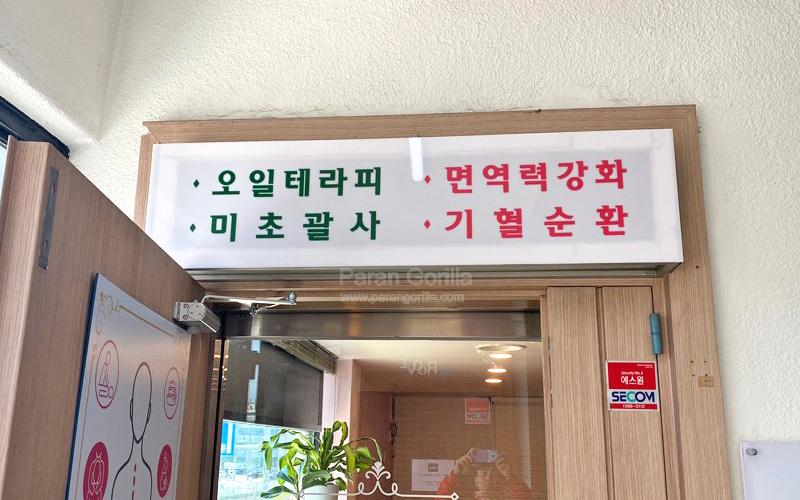 ◆ 오일테라피 ◆ 면역력강화
◆ 미초괄사 ◆ 기혈순환
Paran Gorilla
www.parangorilla.com
에스원
SECOM